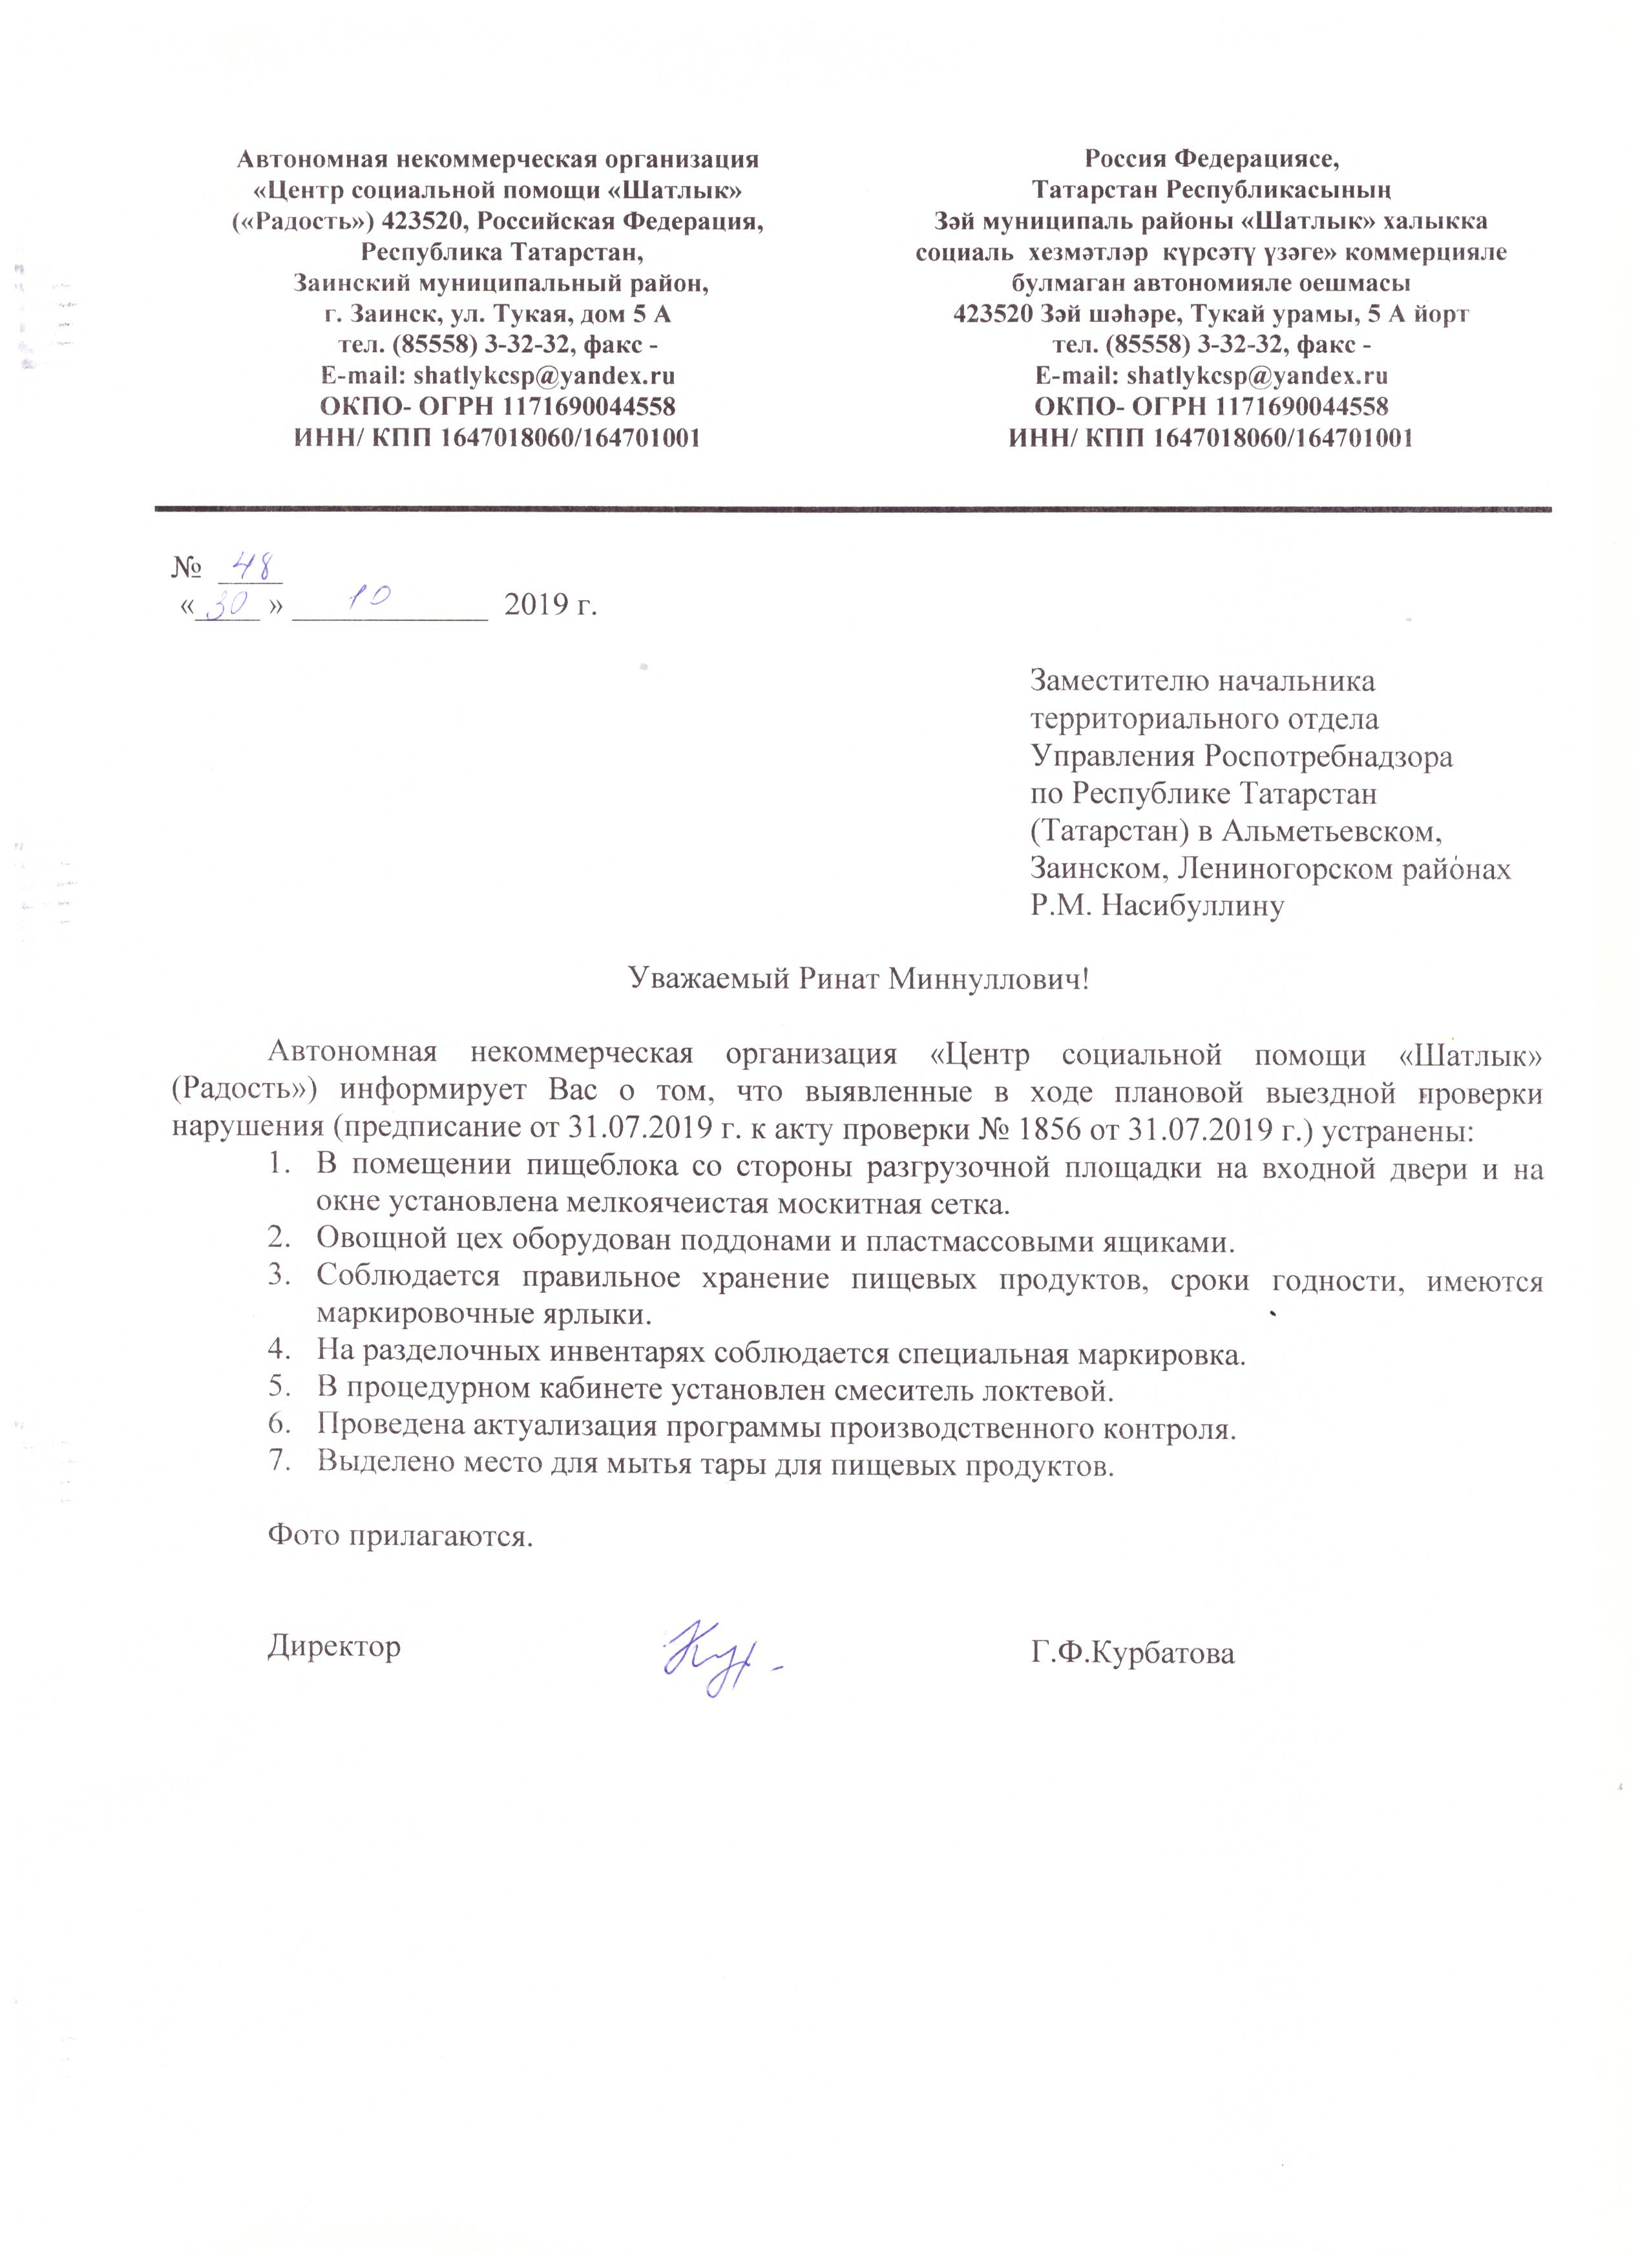 Автономная некоммерческая организация
«Центр социальной помощи «Шатлык»
(«Радость») 423520, Российская Федерация,
Республика Татарстан,
Заинский муниципальный район,
г. Заинск, ул. Тукая, дом 5 А
тел. (85558) 3-32-32, факс -
E-mail: shatlykcsp@yandex.ru
ОКПО- ОГРН 1171690044558
ИНН/ КПП 1647018060/164701001
Россия Федерациясе,
Татарстан Республикасының
Зәй муниципаль районы «Шатлык» халыкка
социаль хезмәтләр күрсәтү үзәге» коммерцияле
булмаган автономияле оешмасы
423520 Зәй шәһәре, Тукай урамы, 5 А йорт
тел. (85558) 3-32-32, факс -
E-mail: shatlykcsp@yandex.ru
ОКПО- ОГРН 1171690044558
ИНН/ КПП 1647018060/164701001
№ 48
«30» 10 2019 г.
Заместителю начальника
территориального отдела
Управления Роспотребнадзора
по Республике Татарстан
(Татарстан) в Альметьевском,
Заинском, Лениногорском районах
Р.М. Насибуллину
Уважаемый Ринат Миннуллович!
Автономная некоммерческая организация «Центр социальной помощи «Шатлык»
(Радость») информирует Вас о том, что выявленные в ходе плановой выездной проверки
нарушения (предписание от 31.07.2019 г. к акту проверки № 1856 от 31.07.2019 г.) устранены:
1. В помещении пищеблока со стороны разгрузочной площадки на входной двери и на
окне установлена мелкоячеистая москитная сетка.
2. Овощной цех оборудован поддонами и пластмассовыми ящиками.
3. Соблюдается правильное хранение пищевых продуктов, сроки годности, имеются
маркировочные ярлыки.
4. На разделочных инвентарях соблюдается специальная маркировка.
5. В процедурном кабинете установлен смеситель локтевой.
6. Проведена актуализация программы производственного контроля.
7. Выделено место для мытья тары для пищевых продуктов.
Фото прилагаются.
Директор Г.Ф.Курбатова